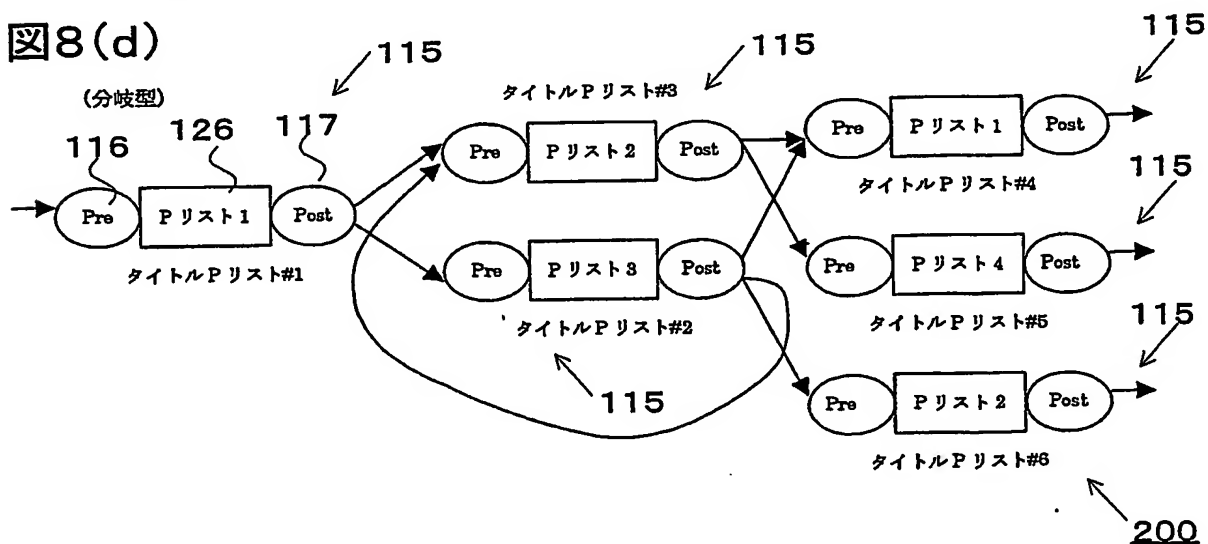 図8(d)
(分岐型)
115
115
115
116
126
117
タイトルPリスト#3
Pre
Pリスト2
Post
Pre
Pリスト1
Post
タイトルPリスト#4
Pre
Pリスト1
Post
タイトルPリスト#1
115
Pre
Pリスト3
Post
タイトルPリスト#2
Pre
Pリスト4
Post
タイトルPリスト#5
115
115
Pre
Pリスト2
Post
タイトルPリスト#6
200